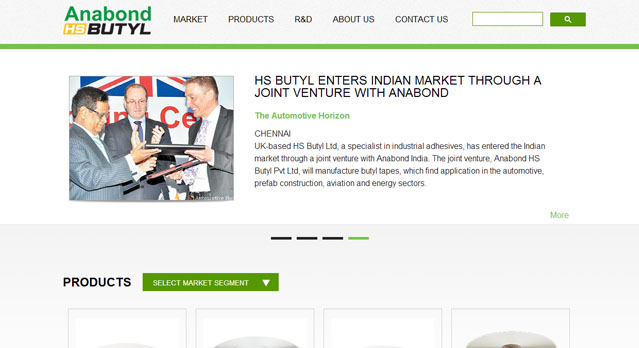 Anabond
HS BUTYL
MARKET PRODUCTS R&D ABOUT US CONTACT US
HS BUTYL ENTERS INDIAN MARKET THROUGH A
JOINT VENTURE WITH ANABOND
The Automotive Horizon
CHENNAI
UK-based HS Butyl Ltd, a specialist in industrial adhesives, has entered the Indian
market through a joint venture with Anabond India. The joint venture, Anabond HS
Butyl Pvt Ltd, will manufacture butyl tapes, which find application in the automotive,
prefab construction, aviation and energy sectors.
More
PRODUCTS SELECT MARKET SEGMENT